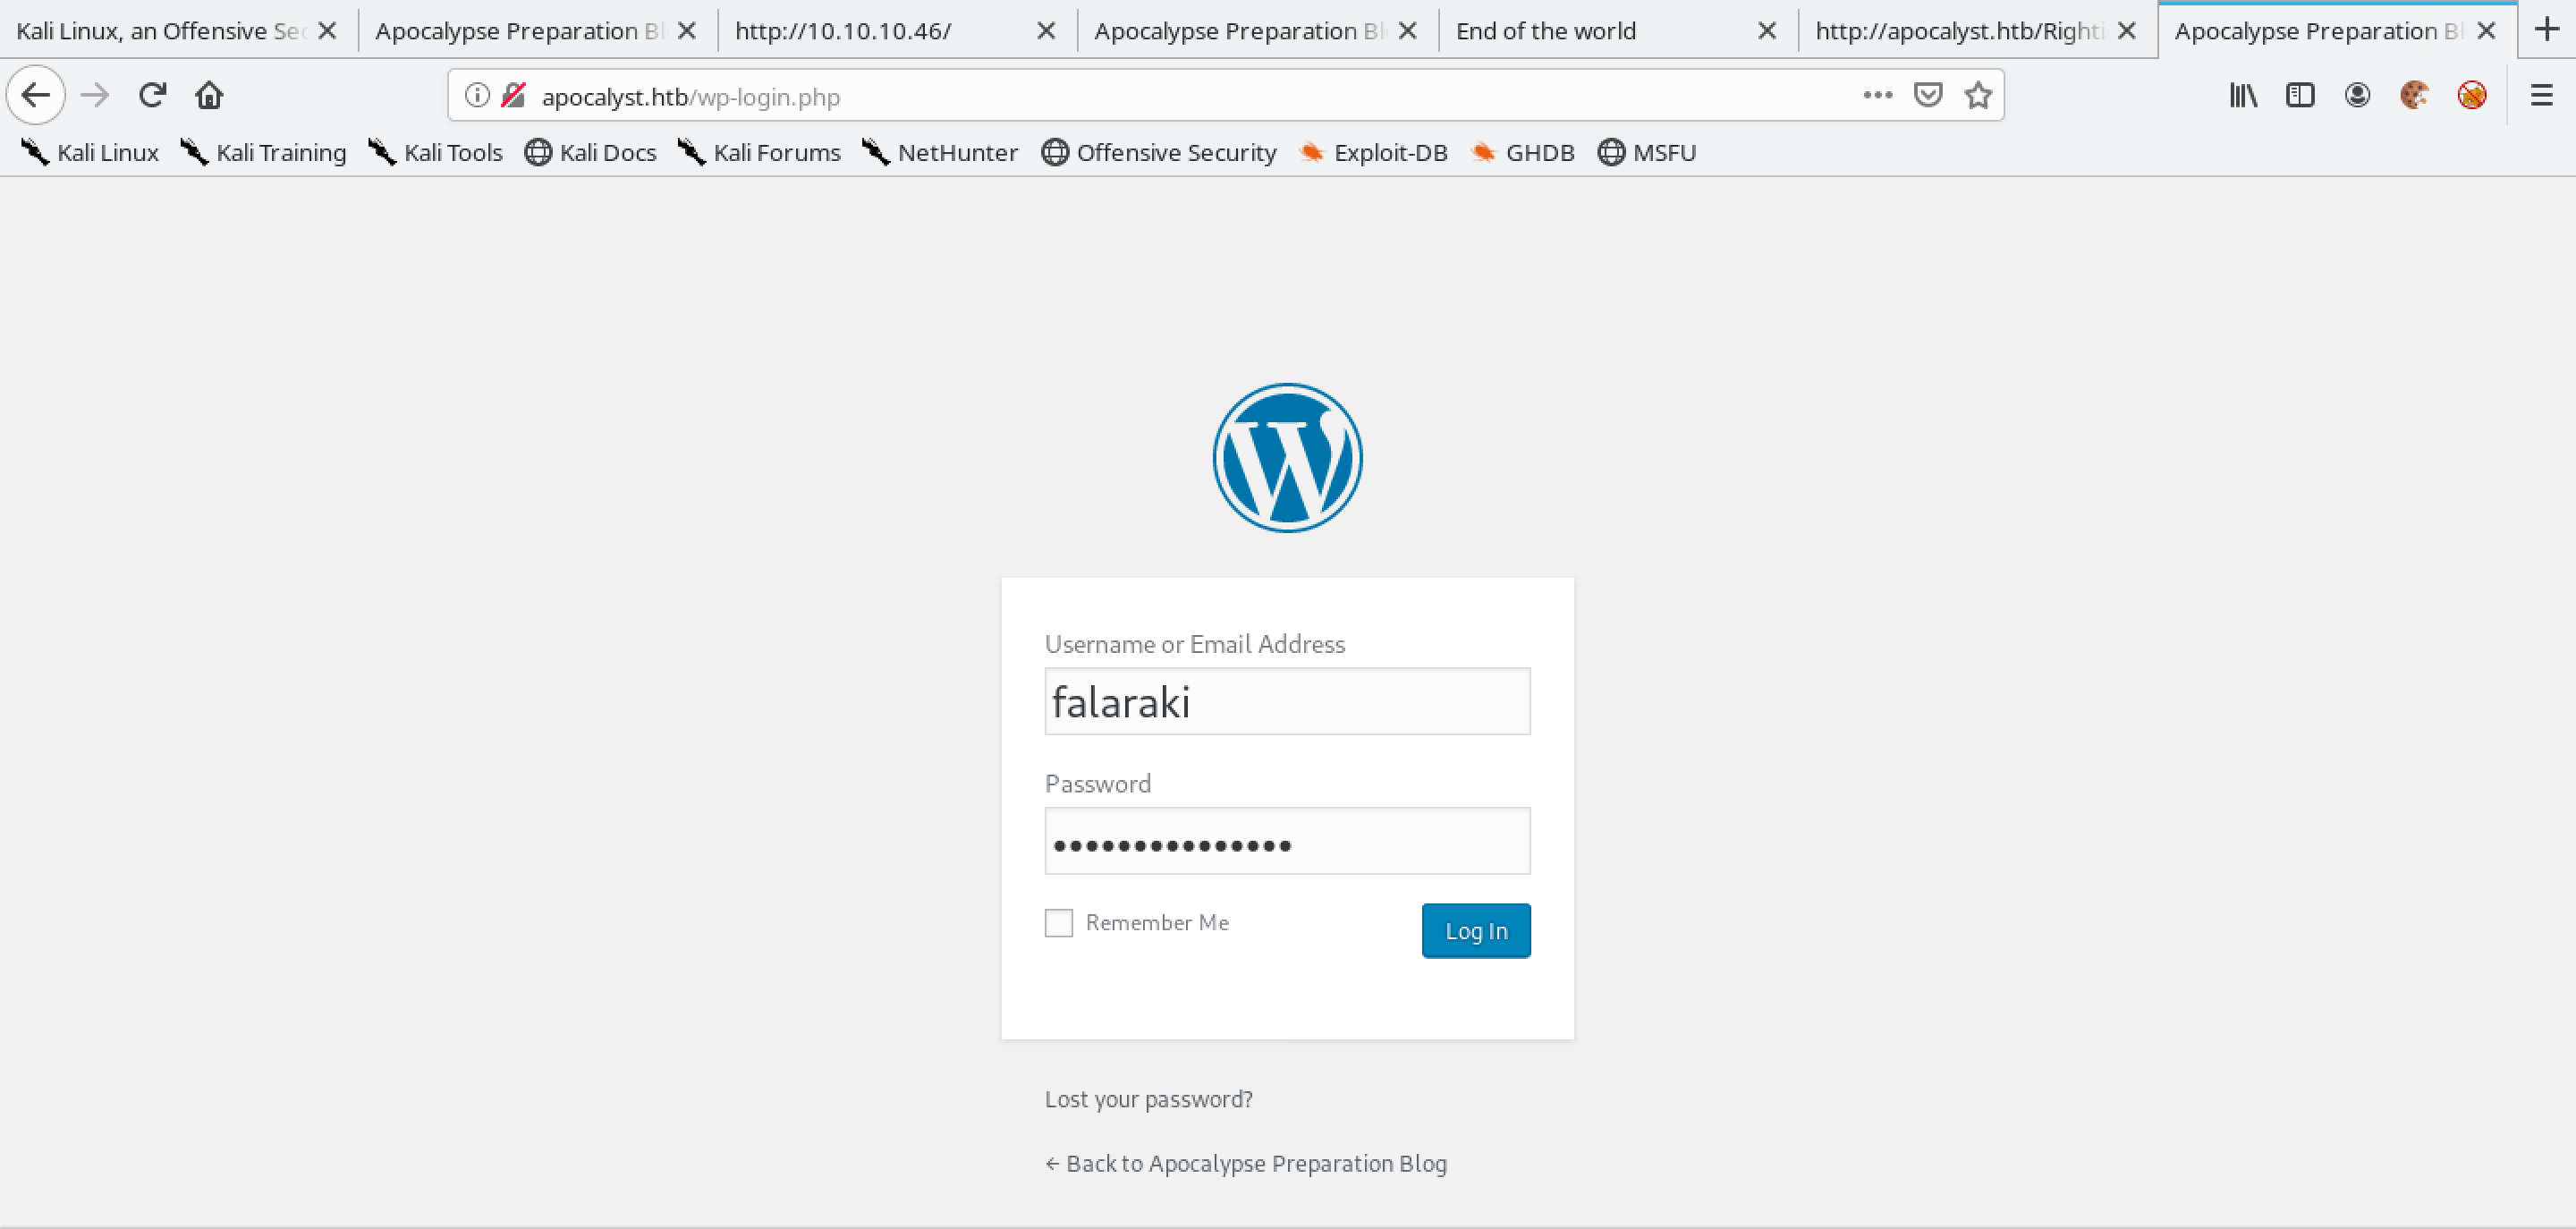 Kali Linux, an Offensive Sec Apocalypse Preparation Bl http://10.10.10.46/ Apocalypse Preparation Bl End of the world http://apocalyst.htb/Righti Apocalypse Preparation Bl
apocalyst.htb/wp-login.php
Kali Linux Kali Training Kali Tools Kali Docs Kali Forums NetHunter Offensive Security Exploit-DB GHDB MSFU
Username or Email Address
falaraki
Password
•••••••••••••••
Remember Me Log In
Lost your password?
← Back to Apocalypse Preparation Blog